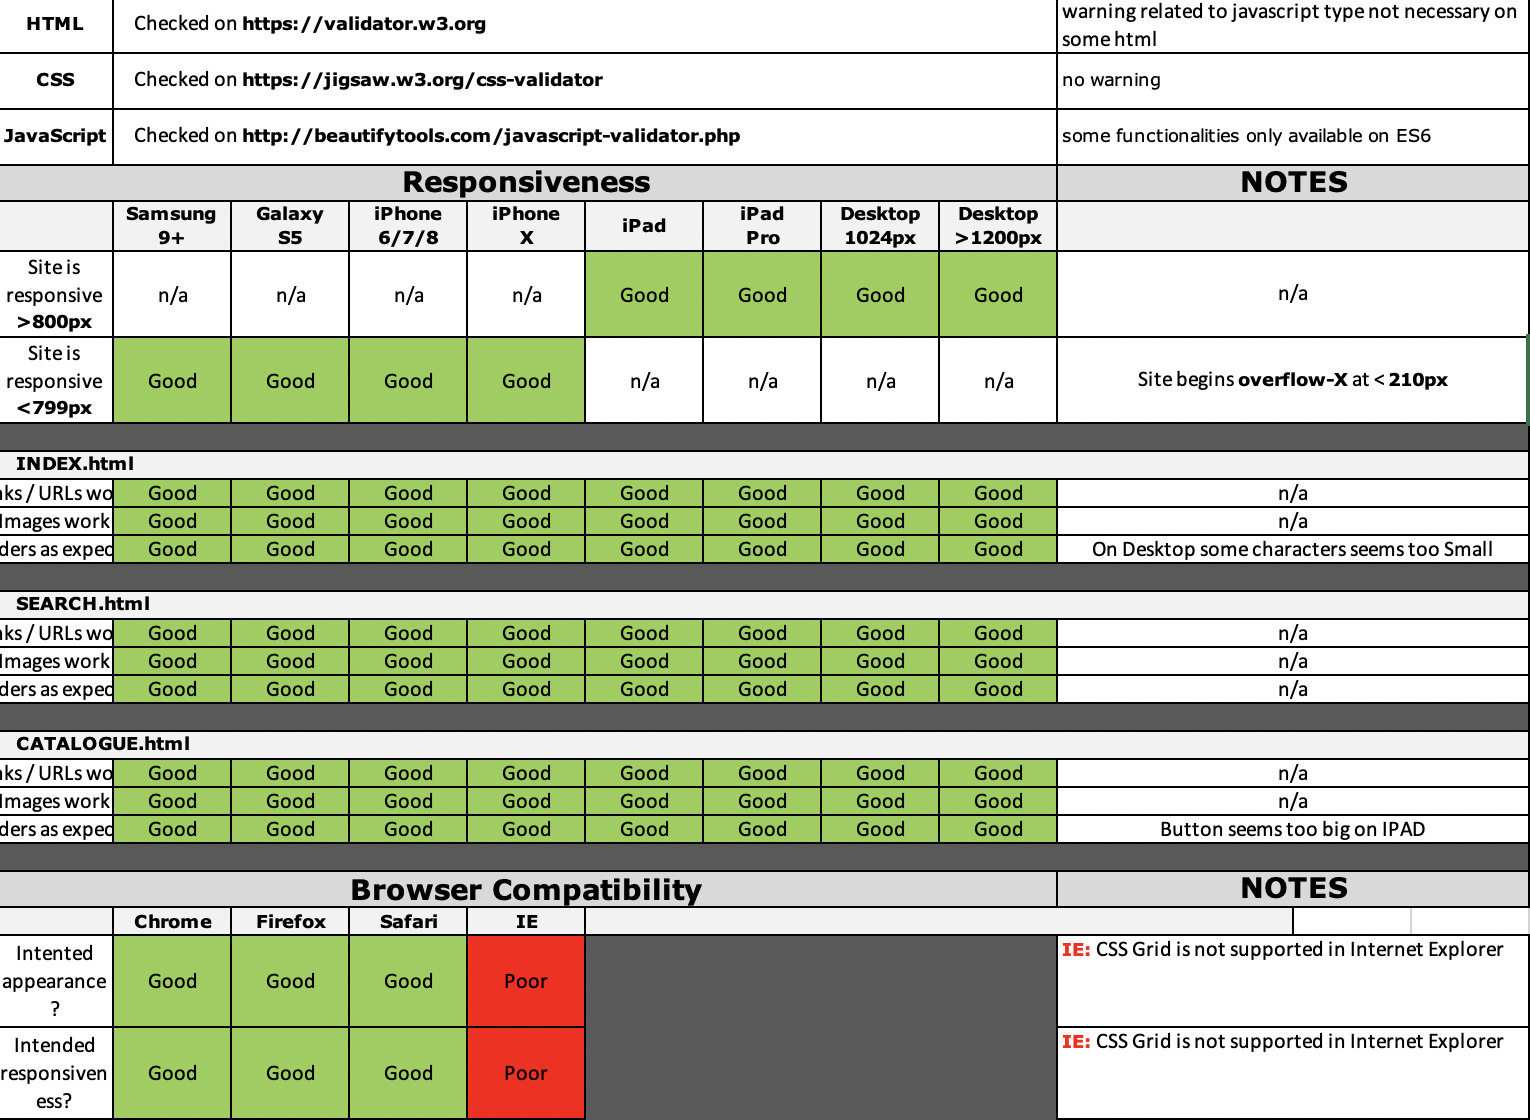 HTML Checked on https://validator.w3.org warning related to javascript type not necessary on
some html
CSS Checked on https://jigsaw.w3.org/css-validator no warning
JavaScript Checked on http://beautifytools.com/javascript-validator.php some functionalities only available on ES6
Responsiveness NOTES
Samsung 9+ Galaxy S5 iPhone 6/7/8 iPhone X iPad iPad Pro Desktop 1024px Desktop >1200px
Site is responsive >800px n/a n/a n/a n/a Good Good Good Good n/a
Site is responsive <799px Good Good Good Good n/a n/a n/a n/a Site begins overflow-X at < 210px
INDEX.html
nks / URLs wo Good Good Good Good Good Good Good Good n/a
Images work Good Good Good Good Good Good Good Good n/a
ders as expec Good Good Good Good Good Good Good Good On Desktop some characters seems too Small
SEARCH.html
nks / URLs wo Good Good Good Good Good Good Good Good n/a
Images work Good Good Good Good Good Good Good Good n/a
ders as expec Good Good Good Good Good Good Good Good n/a
CATALOGUE.html
nks / URLs wo Good Good Good Good Good Good Good Good n/a
Images work Good Good Good Good Good Good Good Good n/a
ders as expec Good Good Good Good Good Good Good Good Button seems too big on IPAD
Browser Compatibility NOTES
Chrome Firefox Safari IE
Intented appearance ? Good Good Good Poor IE: CSS Grid is not supported in Internet Explorer
Intended responsiven ess? Good Good Good Poor IE: CSS Grid is not supported in Internet Explorer